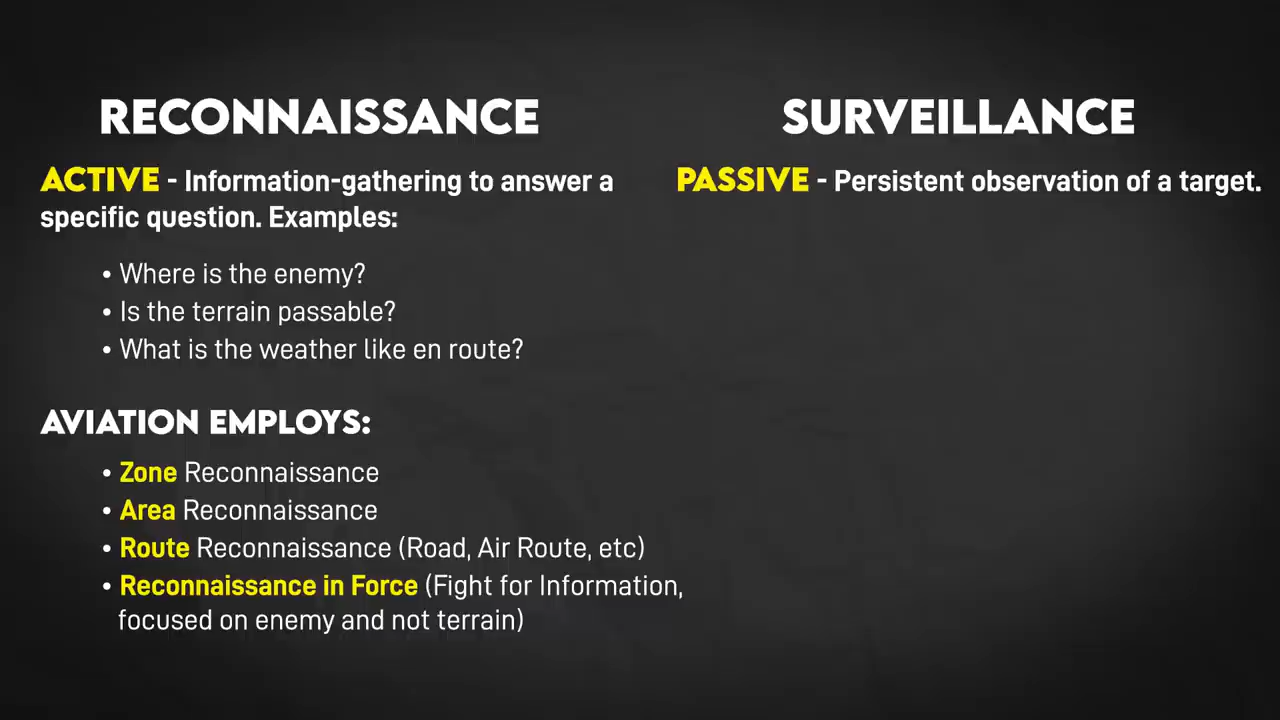 RECONNAISSANCE
ACTIVE - Information-gathering to answer a
specific question. Examples:
• Where is the enemy?
• Is the terrain passable?
• What is the weather like en route?
AVIATION EMPLOYS:
• Zone Reconnaissance
• Area Reconnaissance
• Route Reconnaissance (Road, Air Route, etc)
• Reconnaissance in Force (Fight for Information,
focused on enemy and not terrain)
SURVEILLANCE
PASSIVE - Persistent observation of a target.